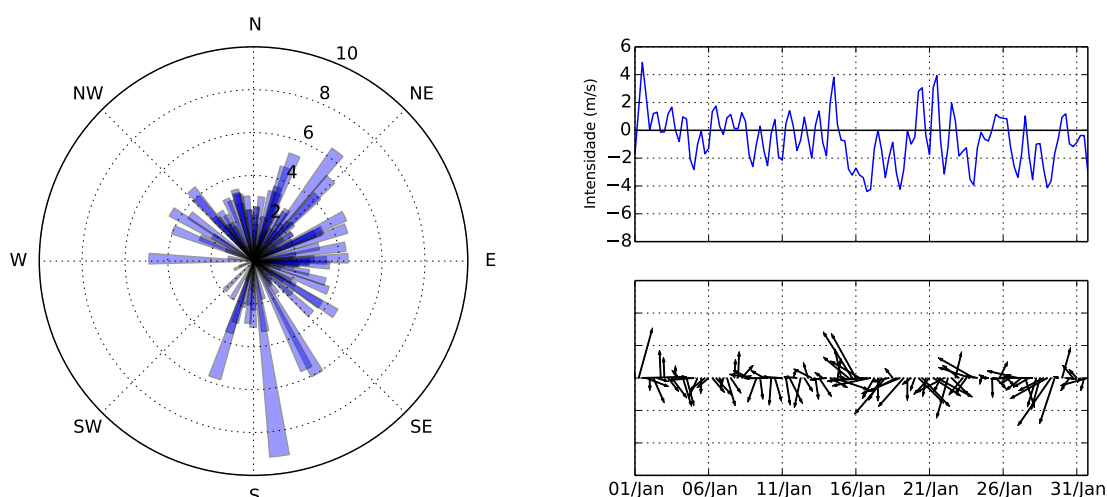 N
NE
E
SE
S
SW
W
NW
10
8
6
4
2
6
4
2
0
−2
−4
−6
−8
Intensidade (m/s)
01/Jan 06/Jan 11/Jan 16/Jan 21/Jan 26/Jan 31/Jan